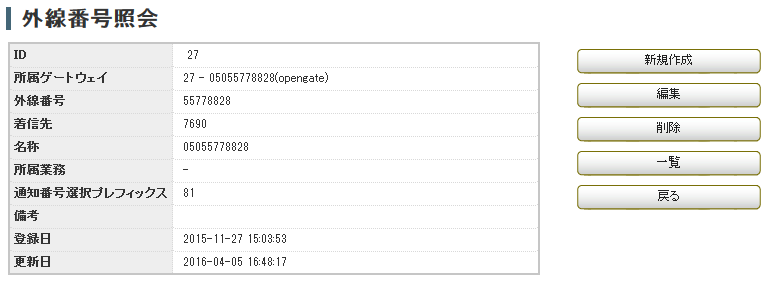 外線番号照会
ID 27
所属ゲートウェイ 27 - 05055778828(opengate)
外線番号 55778828
着信先 7690
名称 05055778828
所属業務 -
通知番号選択プレフィックス 81
備考
登録日 2015-11-27 15:03:53
更新日 2016-04-05 16:48:17
新規作成
編集
削除
一覧
戻る